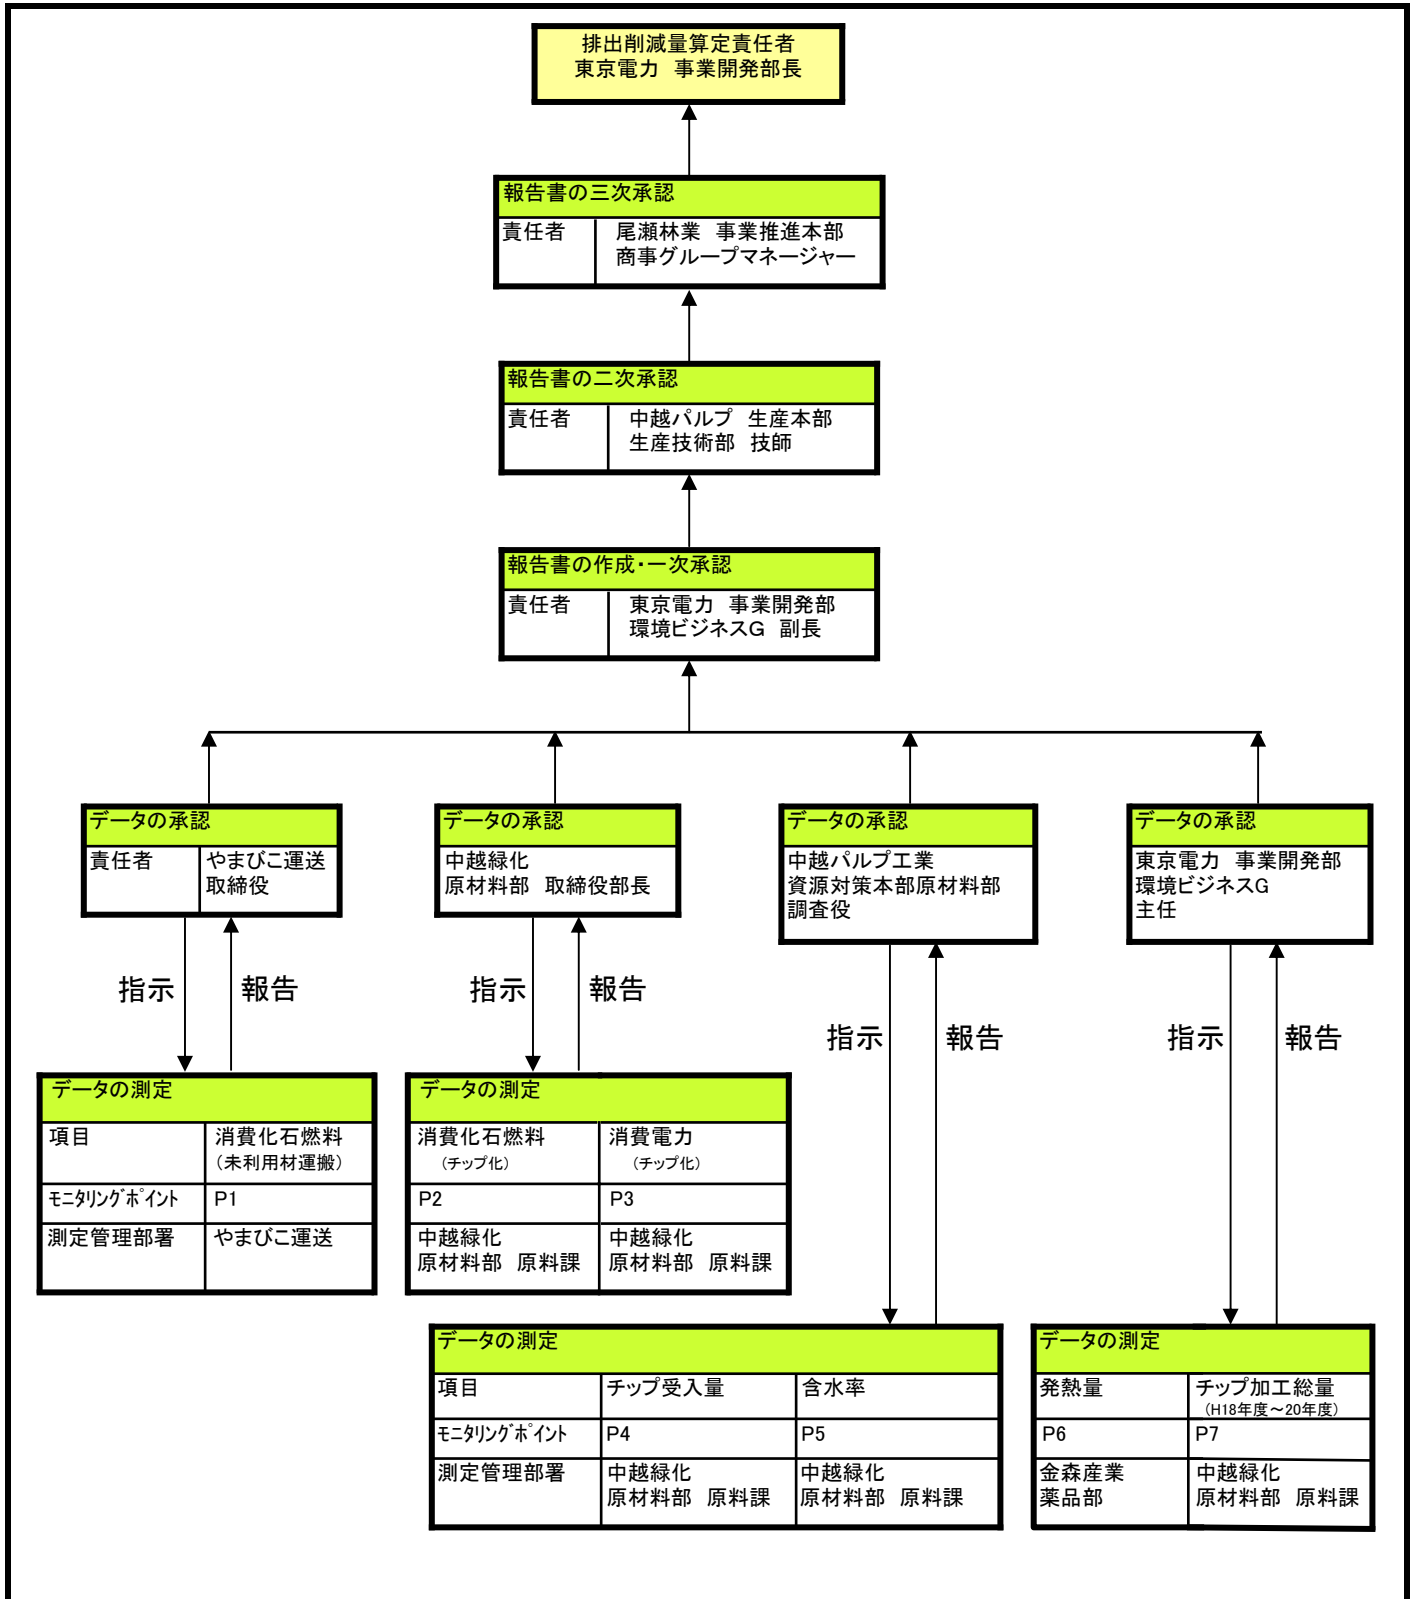 排出削減量算定責任者
東京電力　事業開発部長
報告書の三次承認
責任者　尾瀬林業　事業推進本部
商事グループマネージャー
報告書の二次承認
責任者　中越パルプ　生産本部
生産技術部　技師
報告書の作成・一次承認
責任者　東京電力　事業開発部
環境ビジネスG　副長
データの承認
責任者　やまびこ運送
取締役
データの承認
中越緑化
原材料部　取締役部長
データの承認
中越パルプ工業
資源対策本部原材料部
調査役
データの承認
東京電力　事業開発部
環境ビジネスG
主任
指示　報告
指示　報告
指示　報告
指示　報告
データの測定
項目　消費化石燃料
（未利用材運搬）
ﾓﾆﾀﾘﾝｸﾞﾎﾟｲﾝﾄ　P1
測定管理部署　やまびこ運送
データの測定
消費化石燃料　消費電力
（チップ化）　（チップ化）
P2　P3
中越緑化　中越緑化
原材料部　原料課　原材料部　原料課
データの測定
項目　チップ受入量　含水率
ﾓﾆﾀﾘﾝｸﾞﾎﾟｲﾝﾄ　P4　P5
測定管理部署　中越緑化　中越緑化
原材料部　原料課　原材料部　原料課
データの測定
発熱量　チップ加工総量
（H18年度～20年度）
P6　P7
金森産業　中越緑化
薬品部　原材料部　原料課